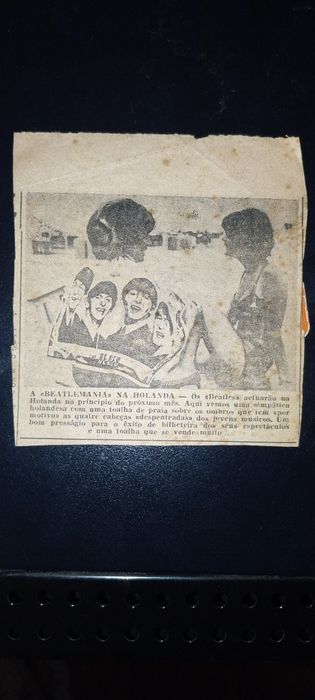 A «BEATLEMANIA» NA HOLANDA — Os «Beatles» actuarão na
Holanda no princípio do próximo mês. Aqui vemos uma simpática
holandesa com uma toalha de praia sobre os ombros que tem «por
motivos as quatro cabeças «despenteadas» dos jovens músicos. Um
bom presságio para o êxito de bilheteira dos seus espectáculos
e uma toalha que se vende muito